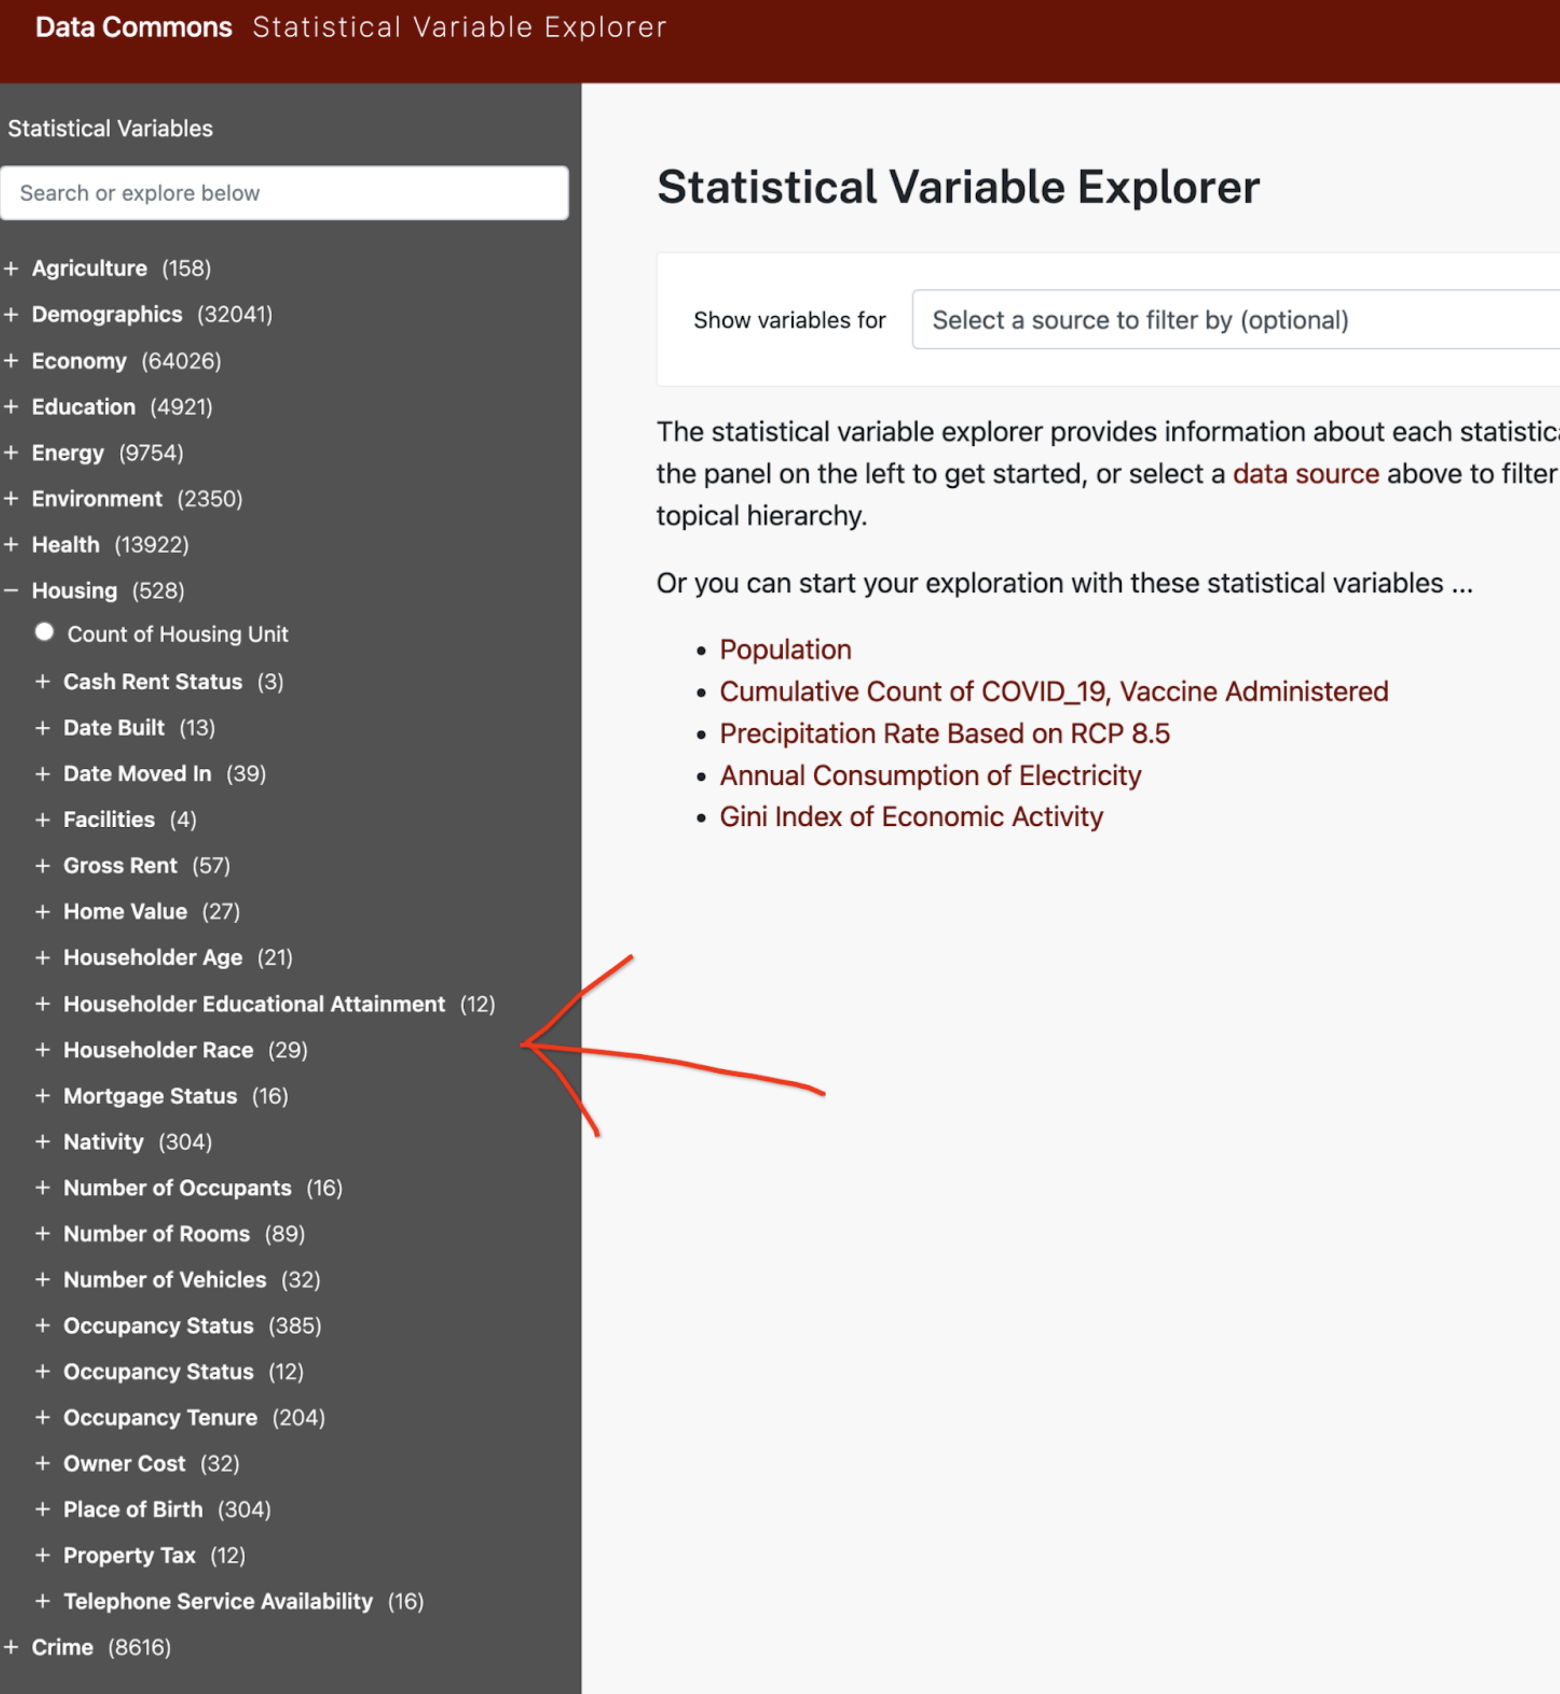 Data Commons Statistical Variable Explorer
Statistical Variables
Search or explore below
+ Agriculture (158)
+ Demographics (32041)
+ Economy (64026)
+ Education (4921)
+ Energy (9754)
+ Environment (2350)
+ Health (13922)
− Housing (528)
Count of Housing Unit
+ Cash Rent Status (3)
+ Date Built (13)
+ Date Moved In (39)
+ Facilities (4)
+ Gross Rent (57)
+ Home Value (27)
+ Householder Age (21)
+ Householder Educational Attainment (12)
+ Householder Race (29)
+ Mortgage Status (16)
+ Nativity (304)
+ Number of Occupants (16)
+ Number of Rooms (89)
+ Number of Vehicles (32)
+ Occupancy Status (385)
+ Occupancy Status (12)
+ Occupancy Tenure (204)
+ Owner Cost (32)
+ Place of Birth (304)
+ Property Tax (12)
+ Telephone Service Availability (16)
+ Crime (8616)
Statistical Variable Explorer
Show variables for Select a source to filter by (optional)
The statistical variable explorer provides information about each
the panel on the left to get started, or select a data source above to filter
topical hierarchy.
Or you can start your exploration with these statistical variables ...
• Population
• Cumulative Count of COVID_19, Vaccine Administered
• Precipitation Rate Based on RCP 8.5
• Annual Consumption of Electricity
• Gini Index of Economic Activity